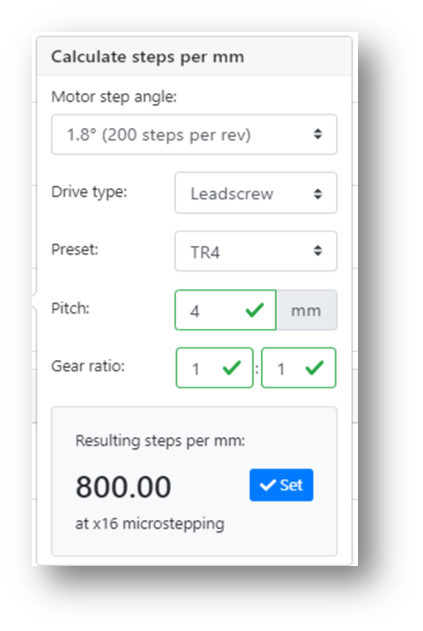 Calculate steps per mm
Motor step angle:
1.8° (200 steps per rev)
Drive type: Leadscrew
Preset: TR4
Pitch: 4 mm
Gear ratio: 1 : 1
Resulting steps per mm:
800.00 Set
at x16 microstepping